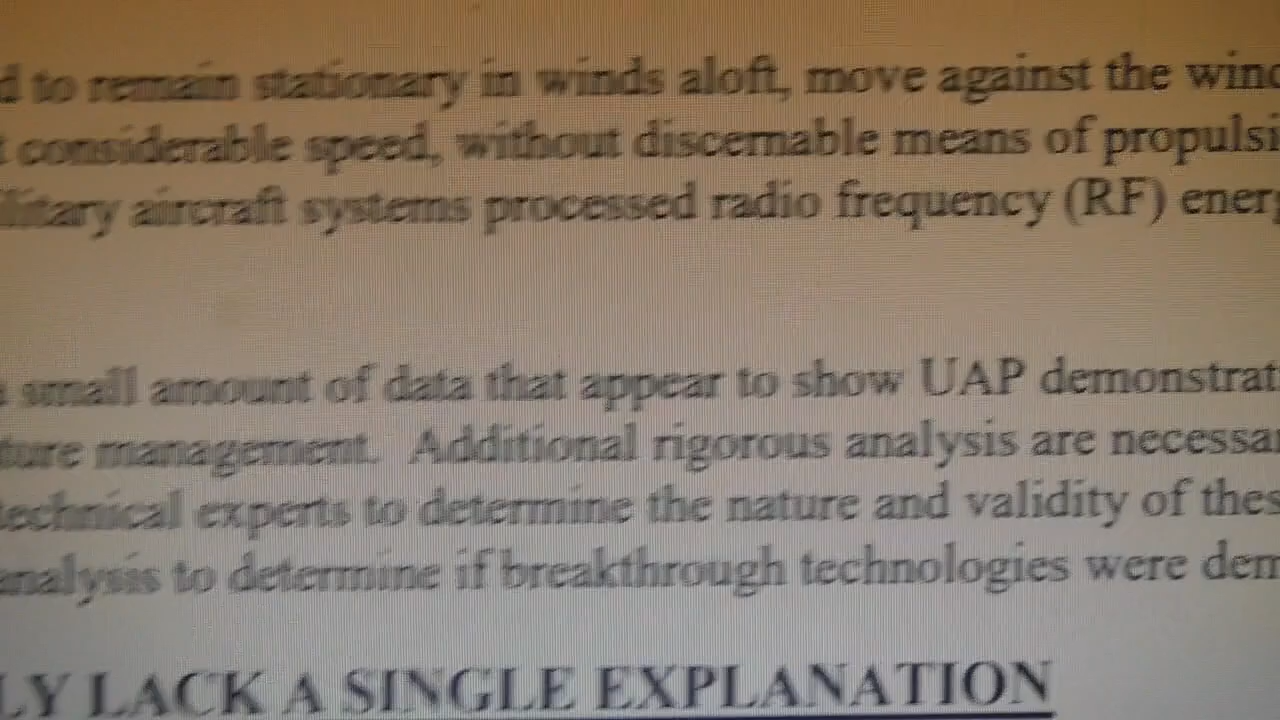 d to remain stationary in winds aloft, move against the wind
t considerable speed, without discernable means of propulsi
litary aircraft systems processed radio frequency (RF) energ
small amount of data that appear to show UAP demonstrati
ture management. Additional rigorous analysis are necessar
technical experts to determine the nature and validity of thes
analysis to determine if breakthrough technologies were dem
LY LACK A SINGLE EXPLANATION